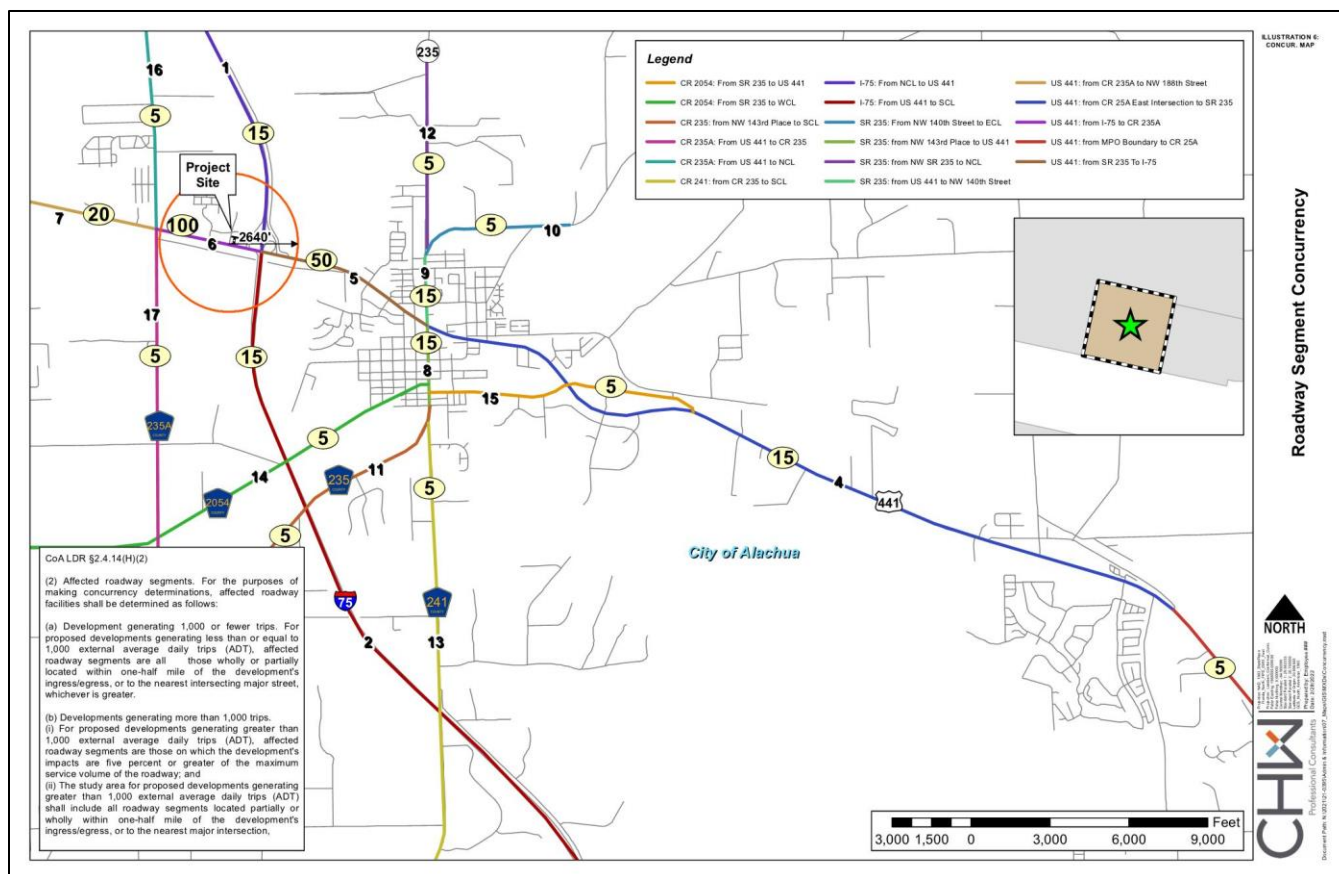 ILLUSTRATION 6:
CONCUR. MAP
Roadway Segment Concurrency
Legend
CR 2054: From SR 235 to US 441
CR 2054: From SR 235 to WCL
CR 235: from NW 143rd Place to SCL
CR 235A: From US 441 to CR 235
CR 235A: From US 441 to NCL
CR 241: from CR 235 to SCL
I-75: From NCL to US 441
I-75: From US 441 to SCL
SR 235: From NW 140th Street to ECL
SR 235: from NW 143rd Place to US 441
SR 235: from NW SR 235 to NCL
SR 235: from US 441 to NW 140th Street
US 441: from CR 235A to NW 188th Street
US 441: from CR 25A East Intersection to SR 235
US 441: from I-75 to CR 235A
US 441: from MPO Boundary to CR 25A
US 441: from SR 235 To I-75
16
1
235
5
15
12
5
Project
Site
7
20
100
6
2640'
50
5
5
10
9
15
17
5
15
15
8
15
5
235A
COUNTY
5
14
2054
COUNTY
235
COUNTY
11
5
5
15
4
441
City of Alachua
75
2
241
COUNTY
13
5
CoA LDR §2.4.14(H)(2)
(2) Affected roadway segments. For the purposes of
making concurrency determinations, affected roadway
facilities shall be determined as follows:
(a) Development generating 1,000 or fewer trips. For
proposed developments generating less than or equal to
1,000 external average daily trips (ADT), affected
roadway segments are all those wholly or partially
located within one-half mile of the development's
ingress/egress, or to the nearest intersecting major street,
whichever is greater.
(b) Developments generating more than 1,000 trips.
(i) For proposed developments generating greater than
1,000 external average daily trips (ADT), affected
roadway segments are those on which the development's
impacts are five percent or greater of the maximum
service volume of the roadway; and
(ii) The study area for proposed developments generating
greater than 1,000 external average daily trips (ADT)
shall include all roadway segments located partially or
wholly within one-half mile of the development's
ingress/egress, or to the nearest major intersection,
Feet
3,000 1,500 0 3,000 6,000 9,000
NORTH
Prepared by: Employee ###
CHW
Professional Consultants